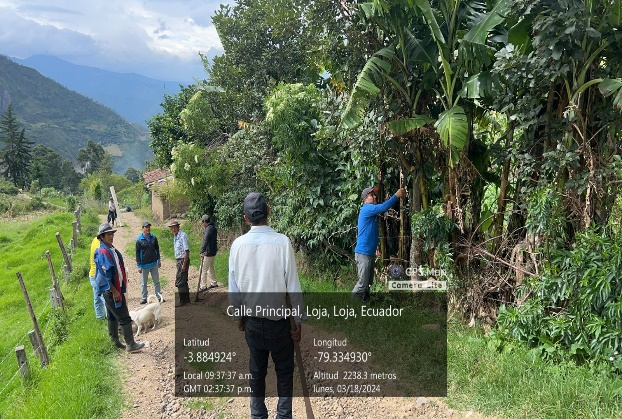 GPS Map
Camera Lite
Calle Principal, Loja, Loja, Ecuador
Latitud
Longitud
-3.884924°
-79.334930°
Local 09:37:37 a.m.
Altitud 2238.3 metros
GMT 02:37:37 p.m.
lunes, 03/18/2024